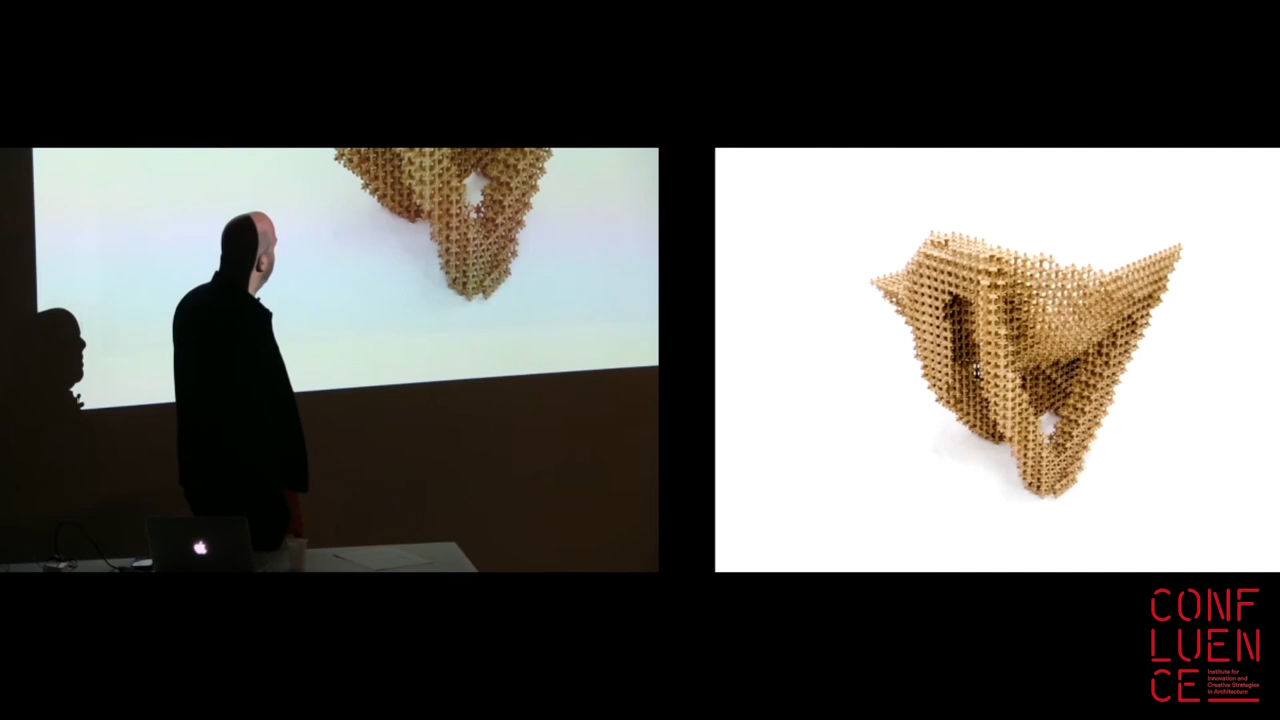 CONF
LUEN
CE
Institute for
Innovation and
Creative Strategies
in Architecture